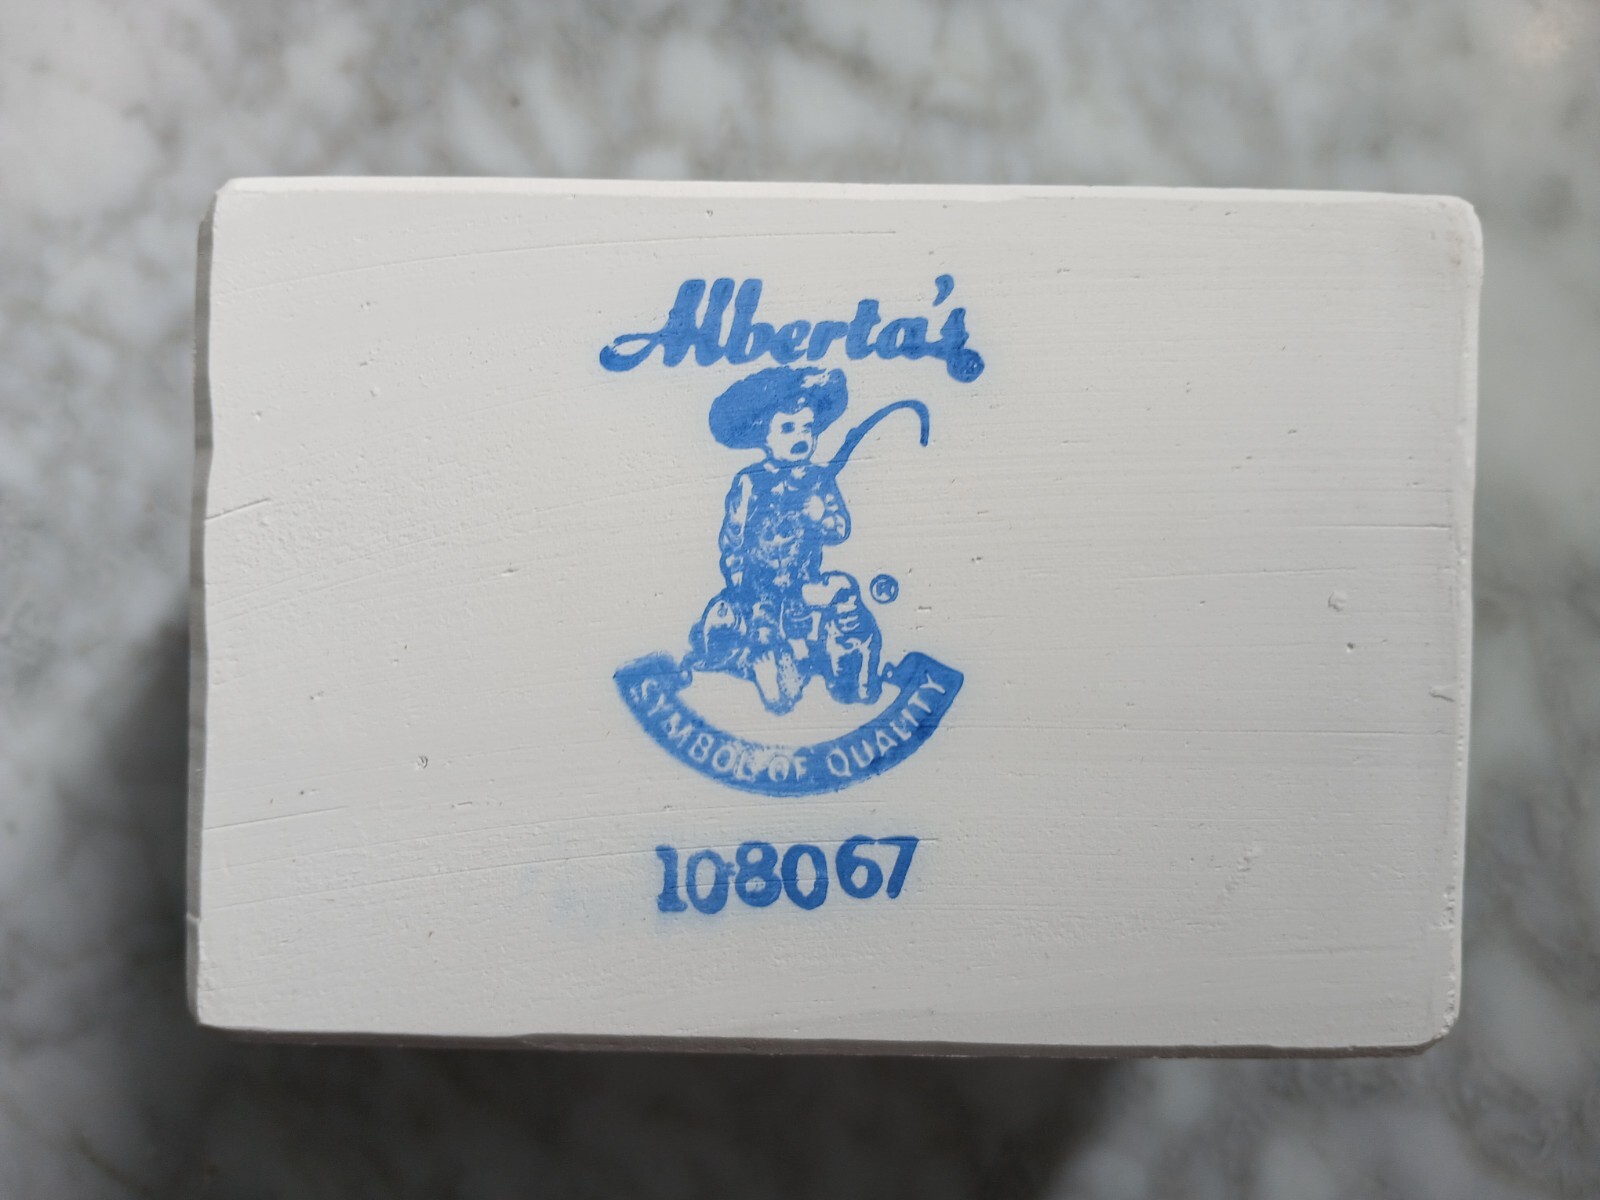 Alberta's®
®
SYMBOL OF QUALITY
108067